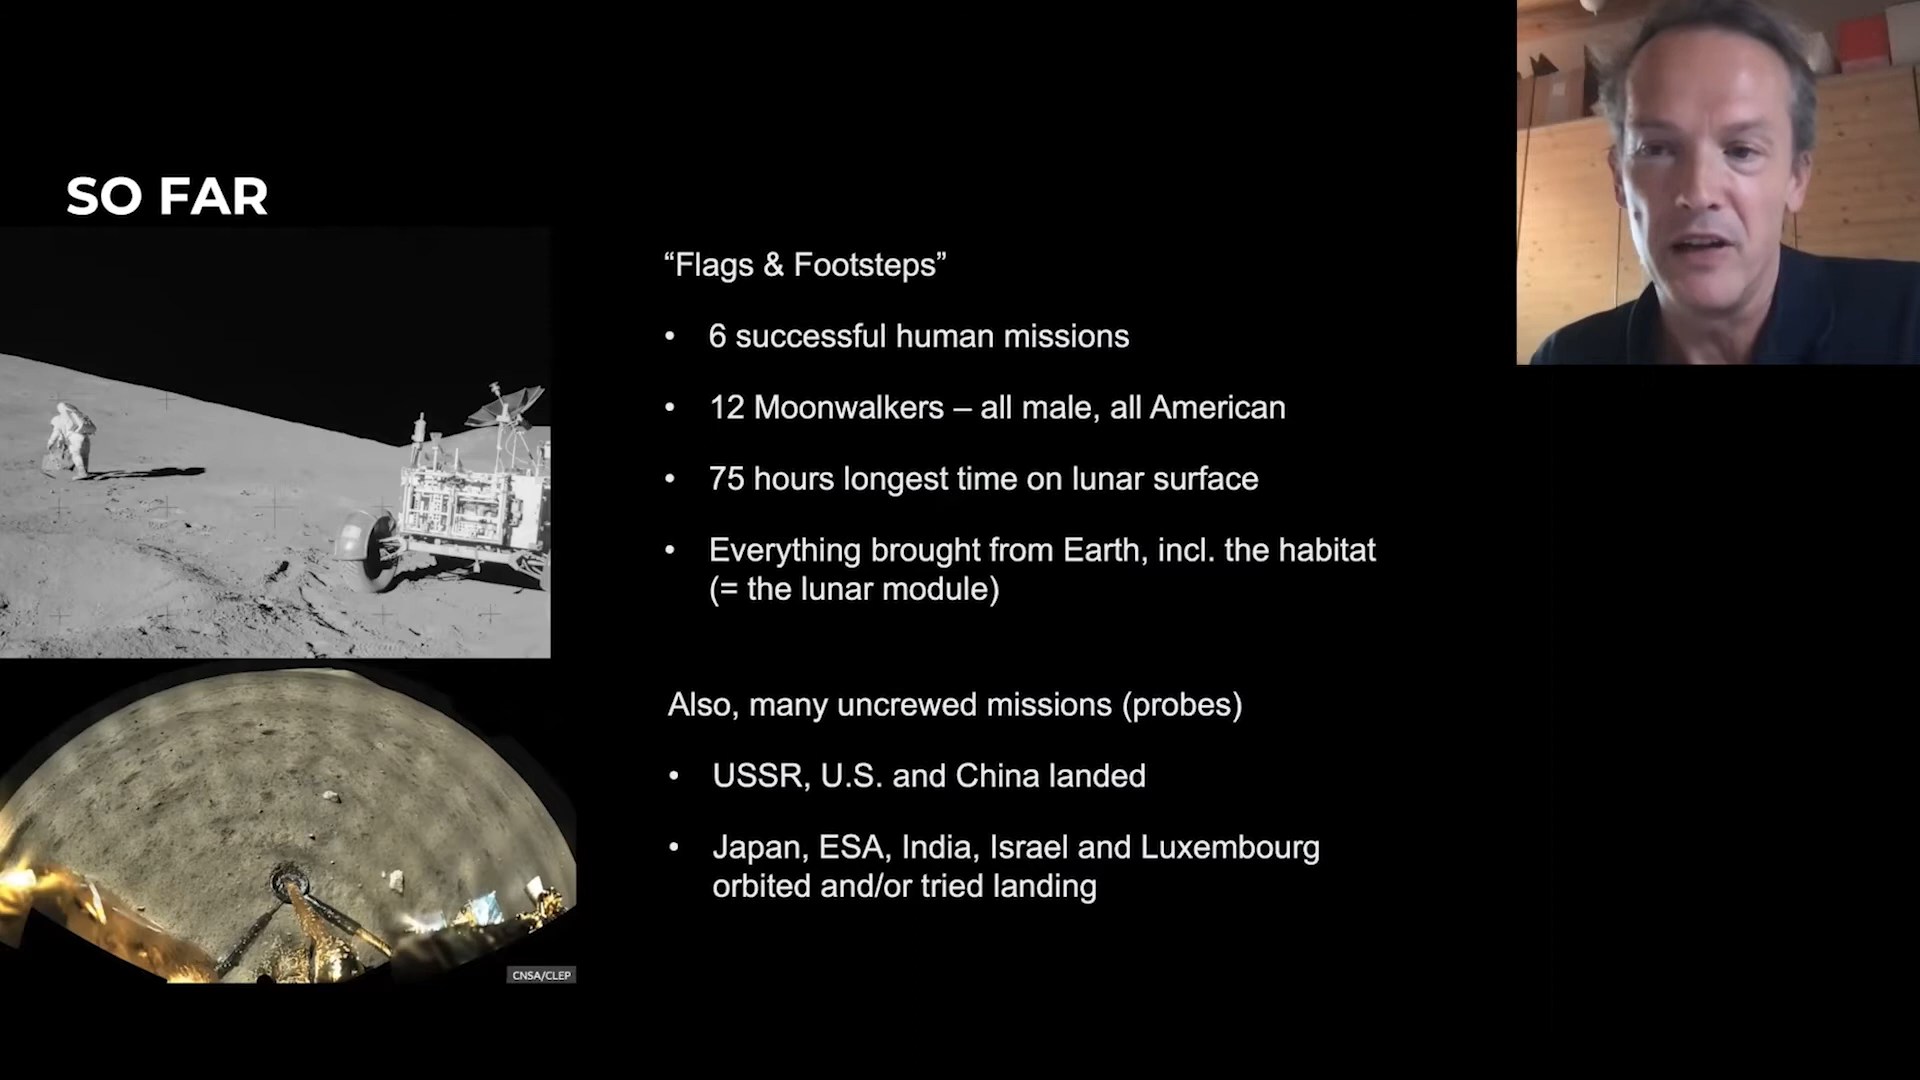 SO FAR
“Flags & Footsteps”
• 6 successful human missions
• 12 Moonwalkers – all male, all American
• 75 hours longest time on lunar surface
• Everything brought from Earth, incl. the habitat
(= the lunar module)
Also, many uncrewed missions (probes)
• USSR, U.S. and China landed
• Japan, ESA, India, Israel and Luxembourg
orbited and/or tried landing
CNSA/CLEP